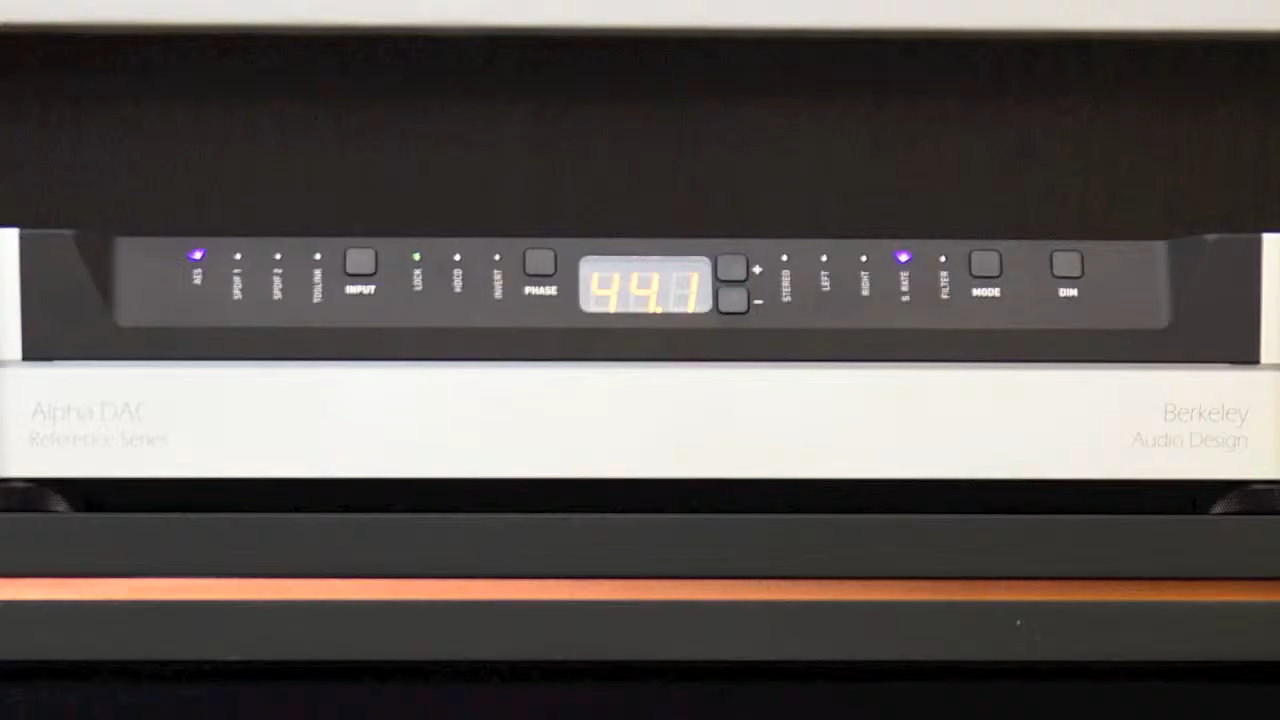 AES
SPDIF 1
SPDIF 2
TOSLINK
INPUT
LOCK
HDCD
INVERT
PHASE
44.1
+
−
STEREO
LEFT
RIGHT
S. RATE
FILTER
MODE
DIM
Alpha DAC
Reference Series
Berkeley
Audio Design